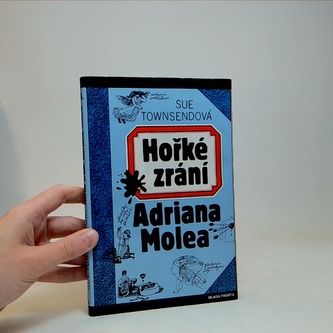 SUE
TOWNSENDOVÁ
Hořké
zrání
Adriana
Molea
MLADÁ FRONTA